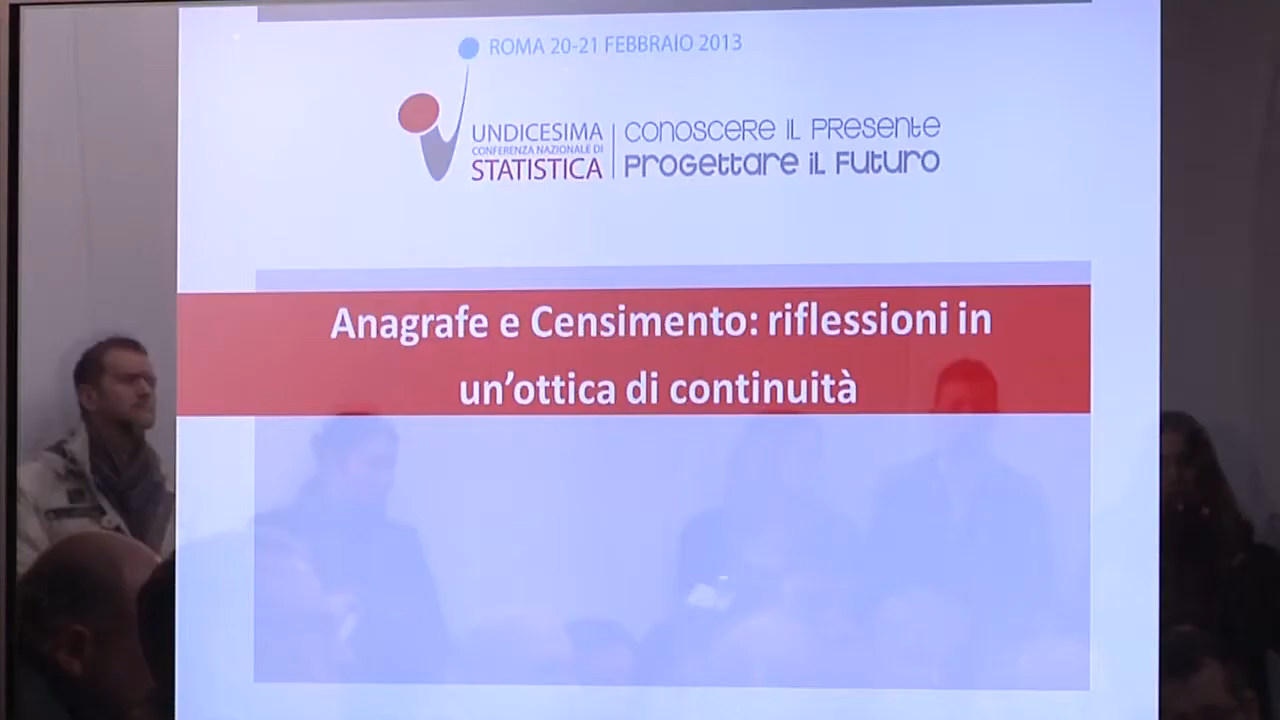 ROMA 20-21 FEBBRAIO 2013
UNDICESIMA
CONFERENZA NAZIONALE DI
STATISTICA
CONOSCERE IL PRESENTE
PROGETTARE IL FUTURO
Anagrafe e Censimento: riflessioni in
un'ottica di continuità